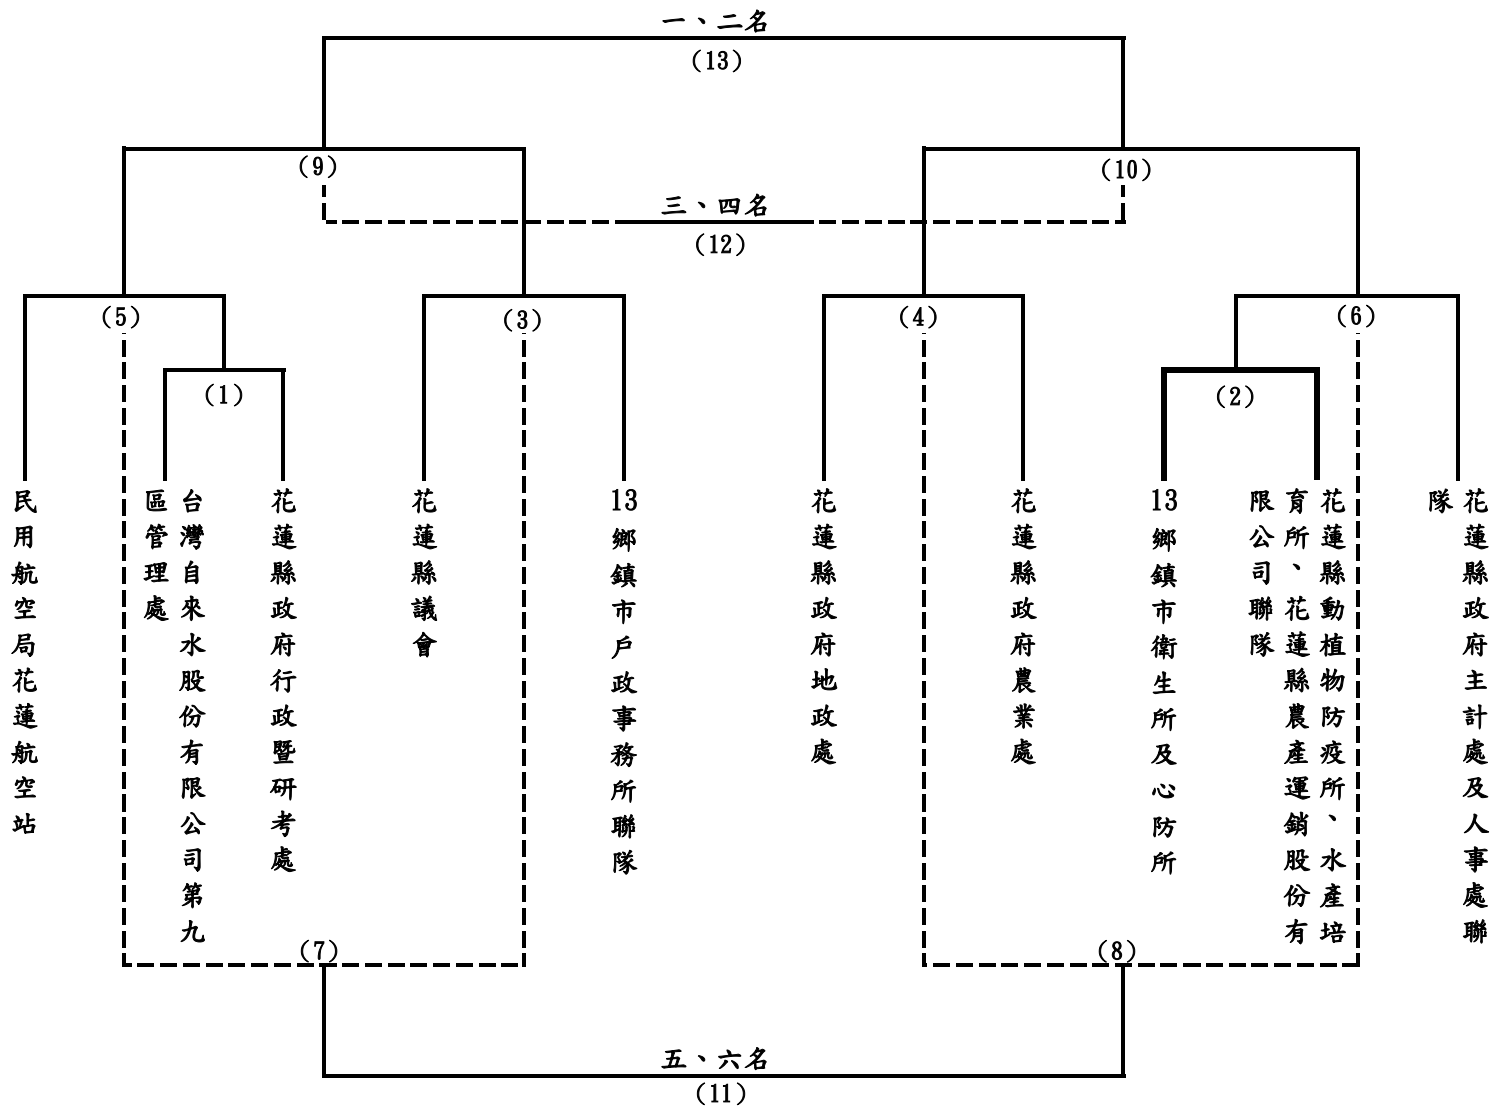 一、二名
(13)
(9)
(10)
三、四名
(12)
(5)
(3)
(4)
(6)
(1)
(2)
民用航空局花蓮航空站
台灣自來水股份有限公司第九
區管理處
花蓮縣政府行政暨研考處
花蓮縣議會
13鄉鎮市戶政事務所聯隊
花蓮縣政府地政處
花蓮縣政府農業處
13鄉鎮市衛生所及心防所
花蓮縣動植物防疫所、水產培
育所、花蓮縣農產運銷股份有
限公司聯隊
花蓮縣政府主計處及人事處聯
隊
(7)
(8)
五、六名
(11)